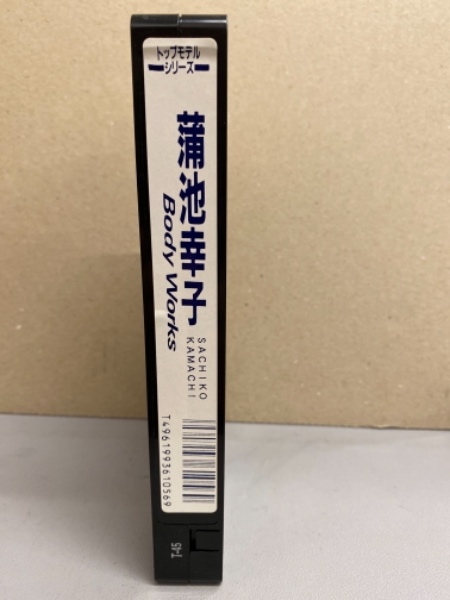 トップモデル
シリーズ
蒲池幸子
Body Works
SACHIKO
KAMACHI
T4961993610569
T-45